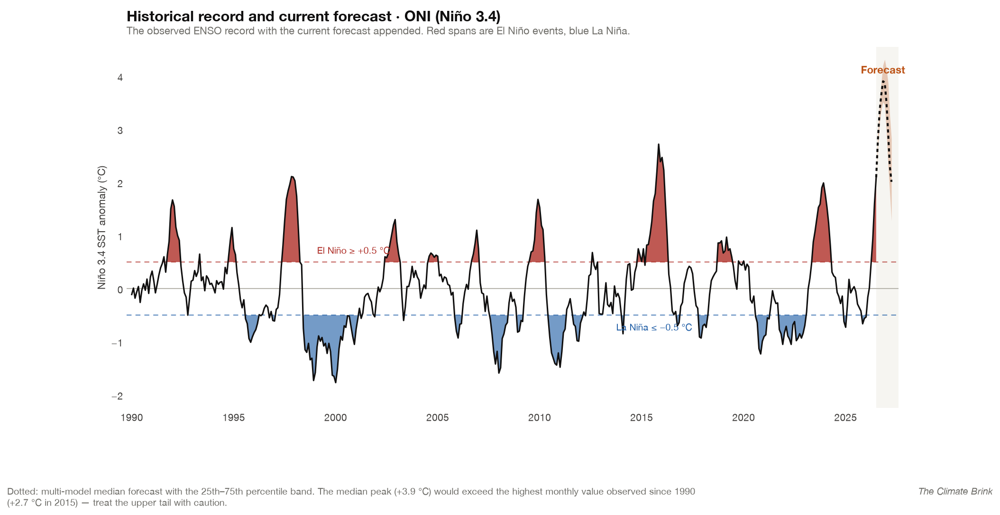 Historical record and current forecast · ONI (Niño 3.4)
The observed ENSO record with the current forecast appended. Red spans are El Niño events, blue La Niña.
Forecast
4
3
2
1
0
−1
−2
Niño 3.4 SST anomaly (°C)
El Niño ≥ +0.5 °C
La Niña ≤ −0.5 °C
1990
1995
2000
2005
2010
2015
2020
2025
Dotted: multi-model median forecast with the 25th–75th percentile band. The median peak (+3.9 °C) would exceed the highest monthly value observed since 1990
(+2.7 °C in 2015) — treat the upper tail with caution.
The Climate Brink